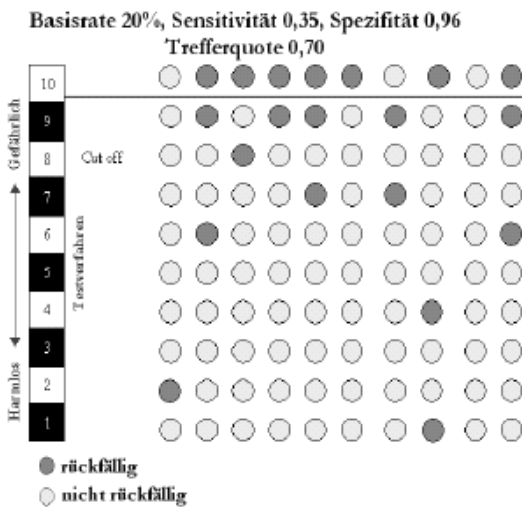 Basisrate 20%, Sensitivität 0,35, Spezifität 0,96
Trefferquote 0,70
Gefährlich
Harmlos
10
9
8
7
6
5
4
3
2
1
Cut off
Testverfahren
rückfällig
nicht rückfällig